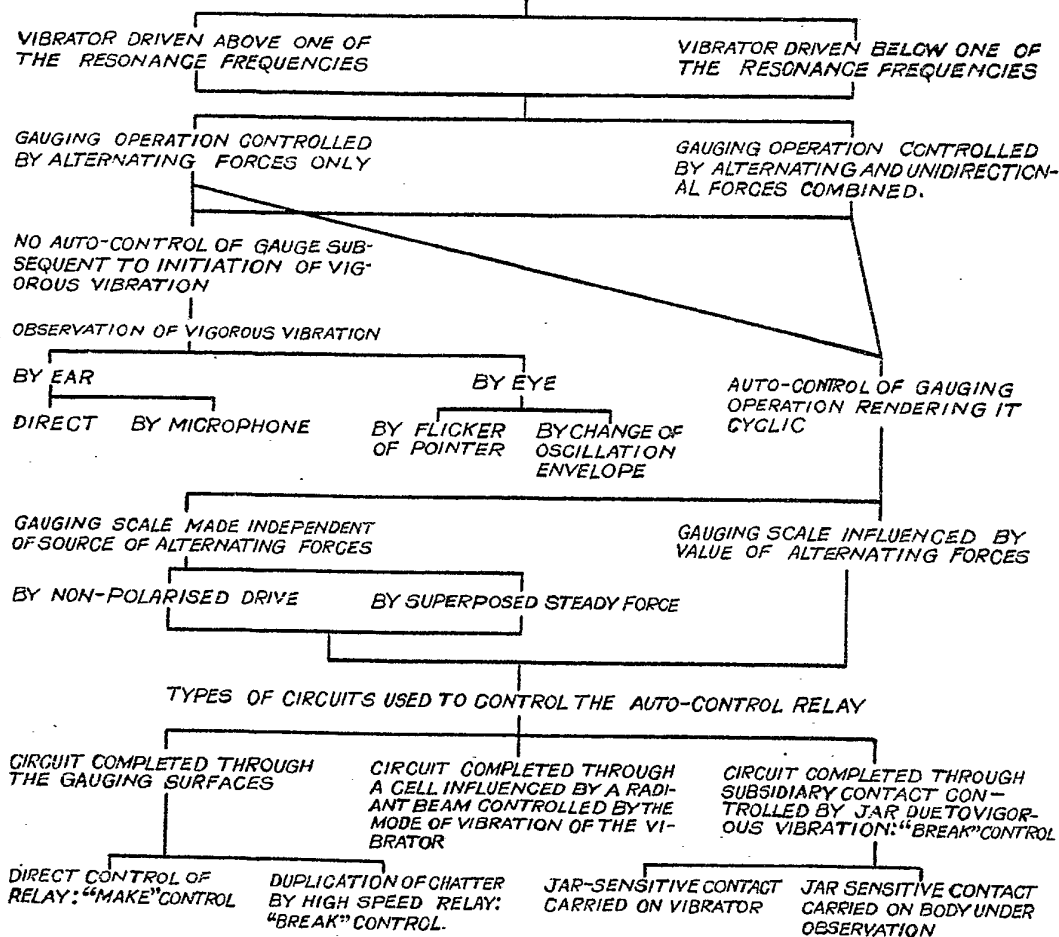 VIBRATOR DRIVEN ABOVE ONE OF
THE RESONANCE FREQUENCIES
VIBRATOR DRIVEN BELOW ONE OF
THE RESONANCE FREQUENCIES
GAUGING OPERATION CONTROLLED
BY ALTERNATING FORCES ONLY
GAUGING OPERATION CONTROLLED
BY ALTERNATING AND UNIDIRECTION-
AL FORCES COMBINED.
NO AUTO-CONTROL OF GAUGE SUB-
SEQUENT TO INITIATION OF VIG-
OROUS VIBRATION
OBSERVATION OF VIGOROUS VIBRATION
BY EAR
BY EYE
DIRECT
BY MICROPHONE
BY FLICKER
OF POINTER
BY CHANGE OF
OSCILLATION
ENVELOPE
AUTO-CONTROL OF GAUGING
OPERATION RENDERING IT
CYCLIC
GAUGING SCALE MADE INDEPENDENT
OF SOURCE OF ALTERNATING FORCES
GAUGING SCALE INFLUENCED BY
VALUE OF ALTERNATING FORCES
BY NON-POLARISED DRIVE
BY SUPERPOSED STEADY FORCE
TYPES OF CIRCUITS USED TO CONTROL THE AUTO-CONTROL RELAY
CIRCUIT COMPLETED THROUGH
THE GAUGING SURFACES
CIRCUIT COMPLETED THROUGH
A CELL INFLUENCED BY A RADI-
ANT BEAM CONTROLLED BY THE
MODE OF VIBRATION OF THE VI-
BRATOR
CIRCUIT COMPLETED THROUGH
SUBSIDIARY CONTACT CON-
TROLLED BY JAR DUE TO VIGOR-
OUS VIBRATION: "BREAK" CONTROL
DIRECT CONTROL OF
RELAY: "MAKE" CONTROL
DUPLICATION OF CHATTER
BY HIGH SPEED RELAY:
"BREAK" CONTROL.
JAR-SENSITIVE CONTACT
CARRIED ON VIBRATOR
JAR SENSITIVE CONTACT
CARRIED ON BODY UNDER
OBSERVATION